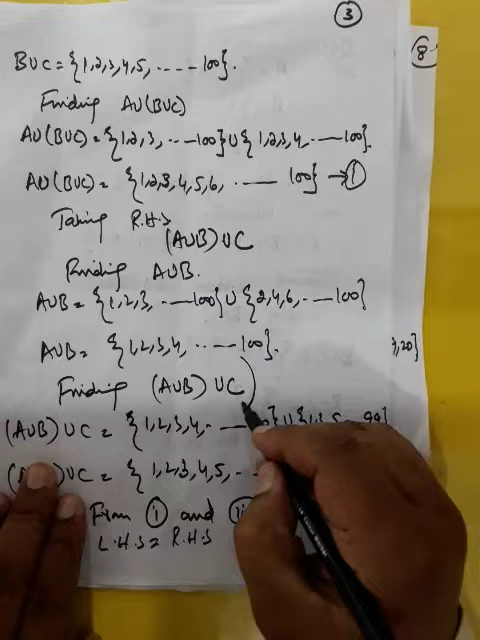 3
8
B∪C = {1,2,3,4,5, ..... 100}.
Finding A∪(B∪C)
A∪(B∪C) = {1,2,3, ..... 100} ∪ {1,2,3,4, ..... 100}.
A∪(B∪C) = {1,2,3,4,5,6, ..... 100} → ①
Taking R.H.S
(A∪B)∪C
Finding A∪B.
A∪B = {1,2,3, ..... 100} ∪ {2,4,6, ..... 100}
A∪B = {1,2,3,4, ..... 100}.
,20}
Finding (A∪B)∪C
(A∪B)∪C = {1,2,3,4, ..... } ∪ { 99}
∪C = {1,2,3,4,5, ..
From ① and
L.H.S = R.H.S